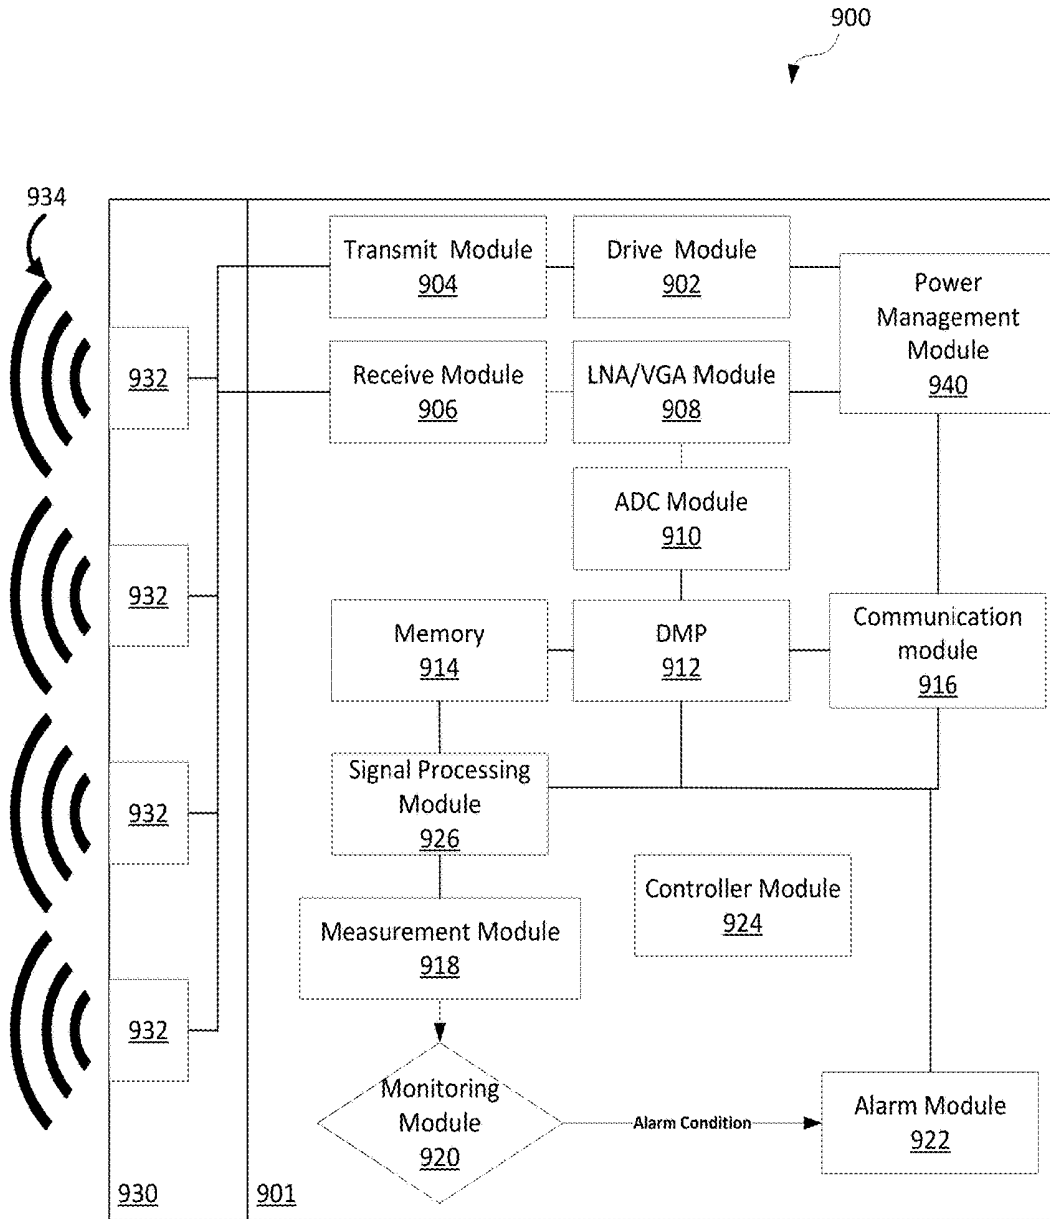 900
934
Transmit Module
904
Drive Module
902
Power
Management
Module
940
932
Receive Module
906
LNA/VGA Module
908
ADC Module
910
932
Memory
914
DMP
912
Communication
module
916
932
Signal Processing
Module
926
Controller Module
924
Measurement Module
918
932
Monitoring
Module
920
Alarm Condition
Alarm Module
922
930
901